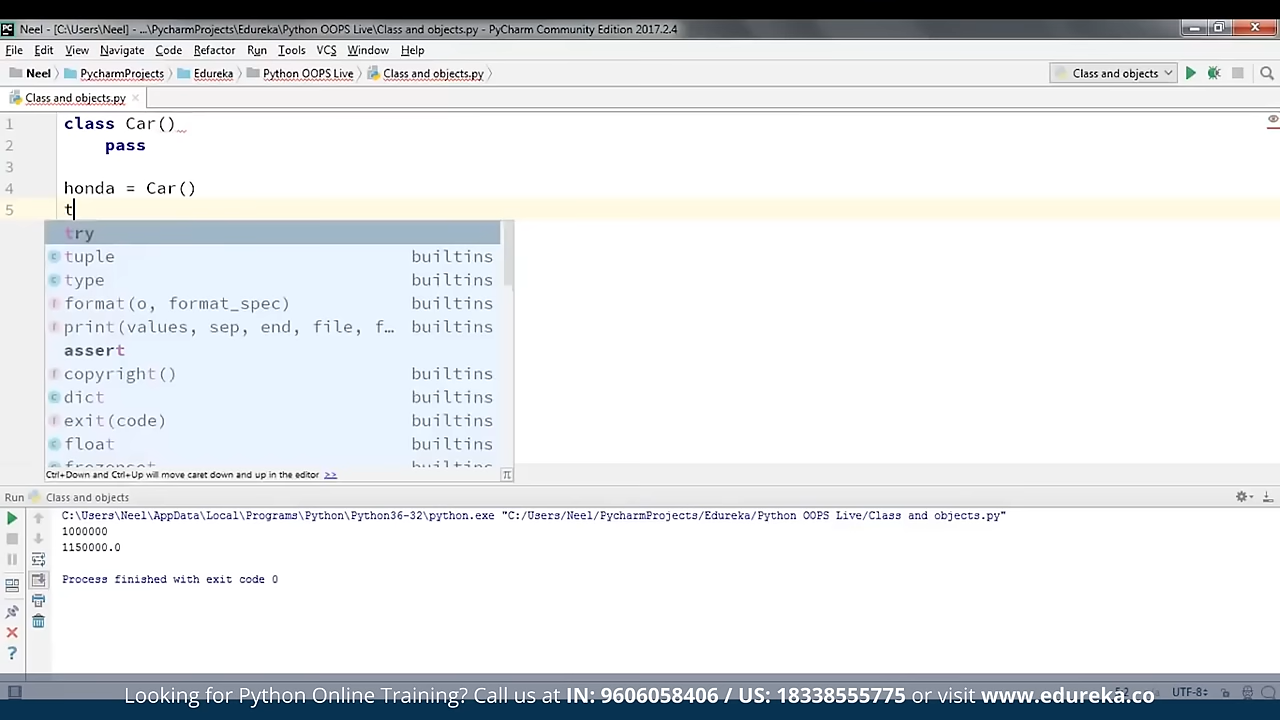 Neel - [C:\Users\Neel] - ...\PycharmProjects\Edureka\Python OOPS Live\Class and objects.py - PyCharm Community Edition 2017.2.4
File Edit View Navigate Code Refactor Run Tools VCS Window Help
Neel PycharmProjects Edureka Python OOPS Live Class and objects.py Class and objects
Class and objects.py
1 class Car()
2 pass
3
4 honda = Car()
5 t
try
tuple builtins
type builtins
format(o, format_spec) builtins
print(values, sep, end, file, f… builtins
assert
copyright() builtins
dict builtins
exit(code) builtins
float builtins
frozenset builtins
Ctrl+Down and Ctrl+Up will move caret down and up in the editor >> π
Run Class and objects
C:\Users\Neel\AppData\Local\Programs\Python\Python36-32\python.exe "C:/Users/Neel/PycharmProjects/Edureka/Python OOPS Live/Class and objects.py"
1000000
1150000.0
Process finished with exit code 0
Looking for Python Online Training? Call us at IN: 9606058406 / US: 18338555775 or visit www.edureka.co
UTF-8